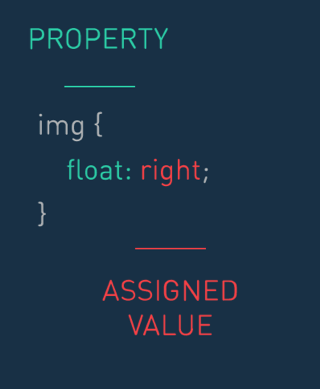 PROPERTY
img {
float: right;
}
ASSIGNED
VALUE